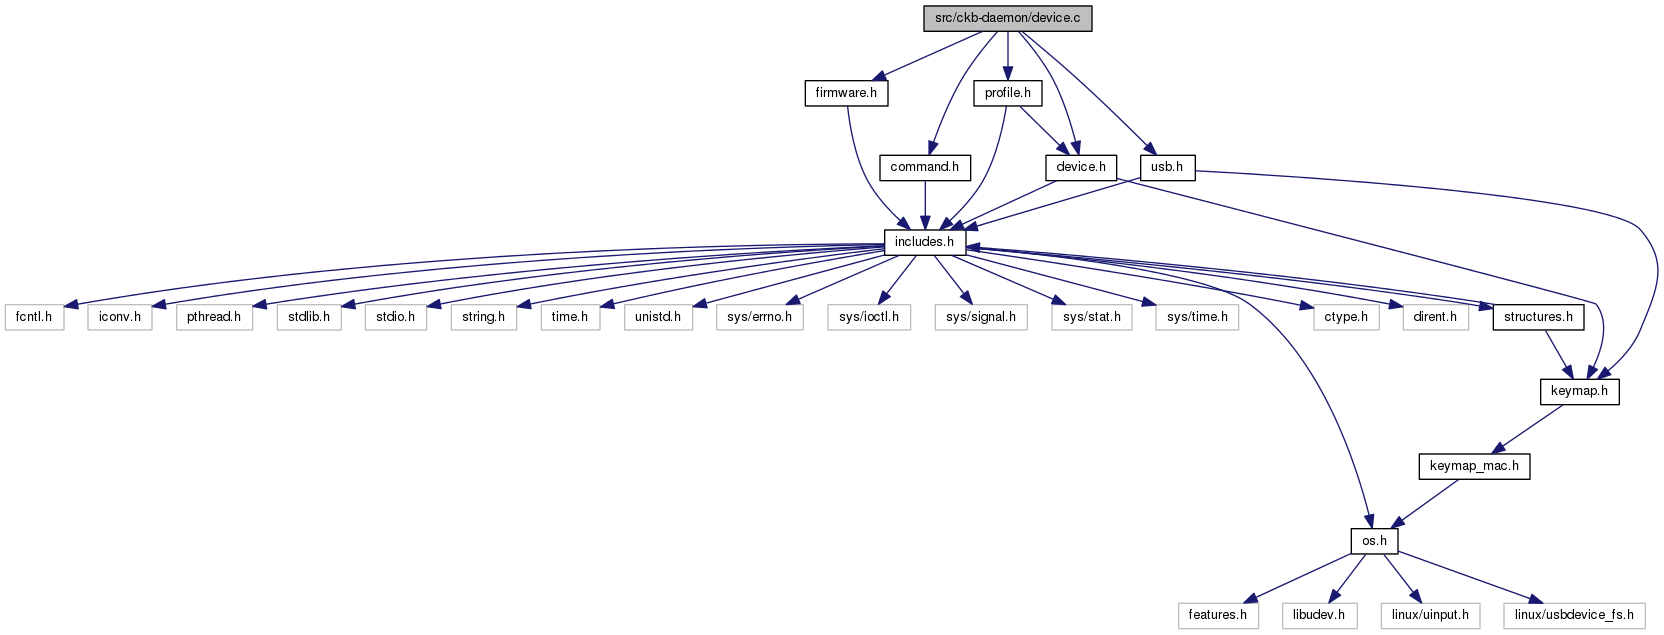 src/ckb-daemon/device.c
firmware.h
profile.h
command.h
device.h
usb.h
includes.h
fcntl.h
iconv.h
pthread.h
stdlib.h
stdio.h
string.h
time.h
unistd.h
sys/errno.h
sys/ioctl.h
sys/signal.h
sys/stat.h
sys/time.h
ctype.h
dirent.h
structures.h
keymap.h
keymap_mac.h
os.h
features.h
libudev.h
linux/uinput.h
linux/usbdevice_fs.h